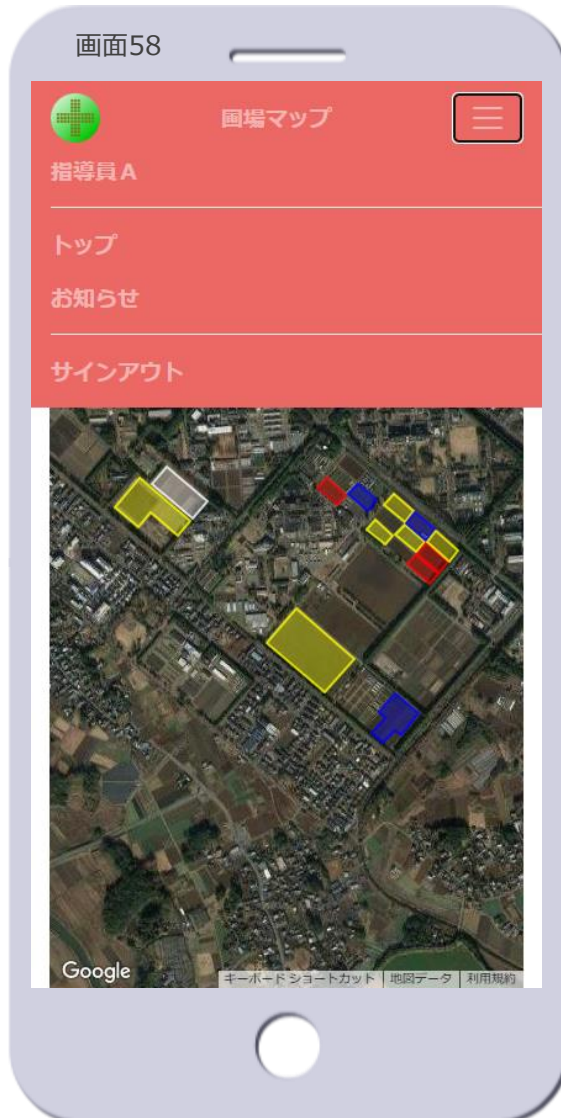 画面58
圃場マップ
指導員A
トップ
お知らせ
サインアウト
Google
キーボード ショートカット
地図データ
利用規約